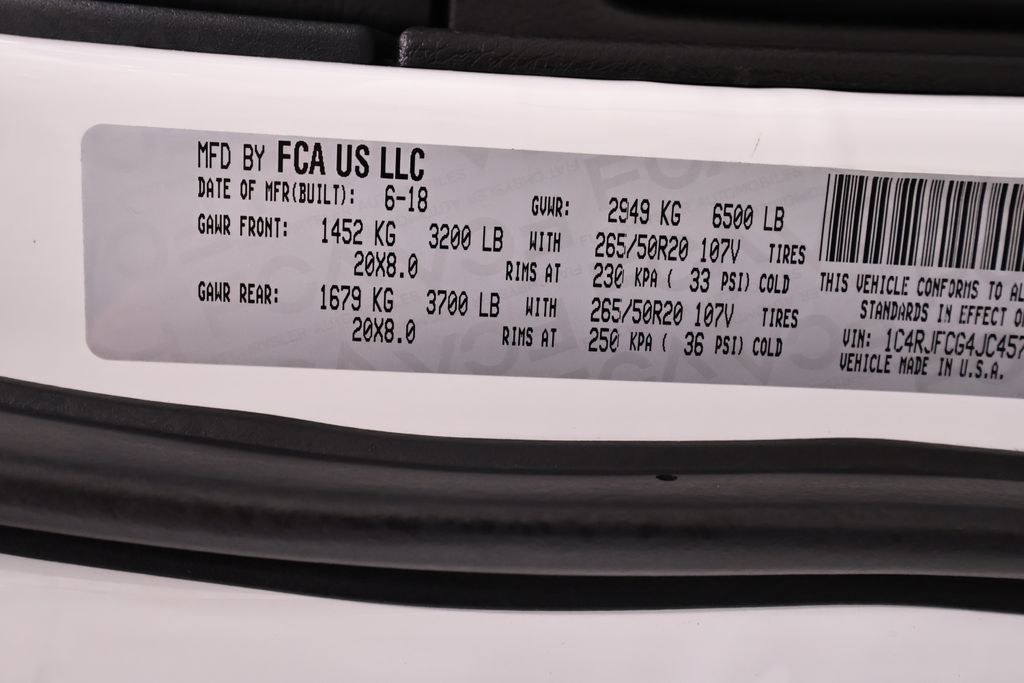 MFD BY FCA US LLC
DATE OF MFR(BUILT): 6-18 GVWR: 2949 KG 6500 LB
GAWR FRONT: 1452 KG 3200 LB WITH 265/50R20 107V TIRES
20X8.0 RIMS AT 230 KPA ( 33 PSI) COLD
GAWR REAR: 1679 KG 3700 LB WITH 265/50R20 107V TIRES
20X8.0 RIMS AT 250 KPA ( 36 PSI) COLD
THIS VEHICLE CONFORMS TO AL
STANDARDS IN EFFECT O
VIN: 1C4RJFCG4JC457
VEHICLE MADE IN U.S.A.